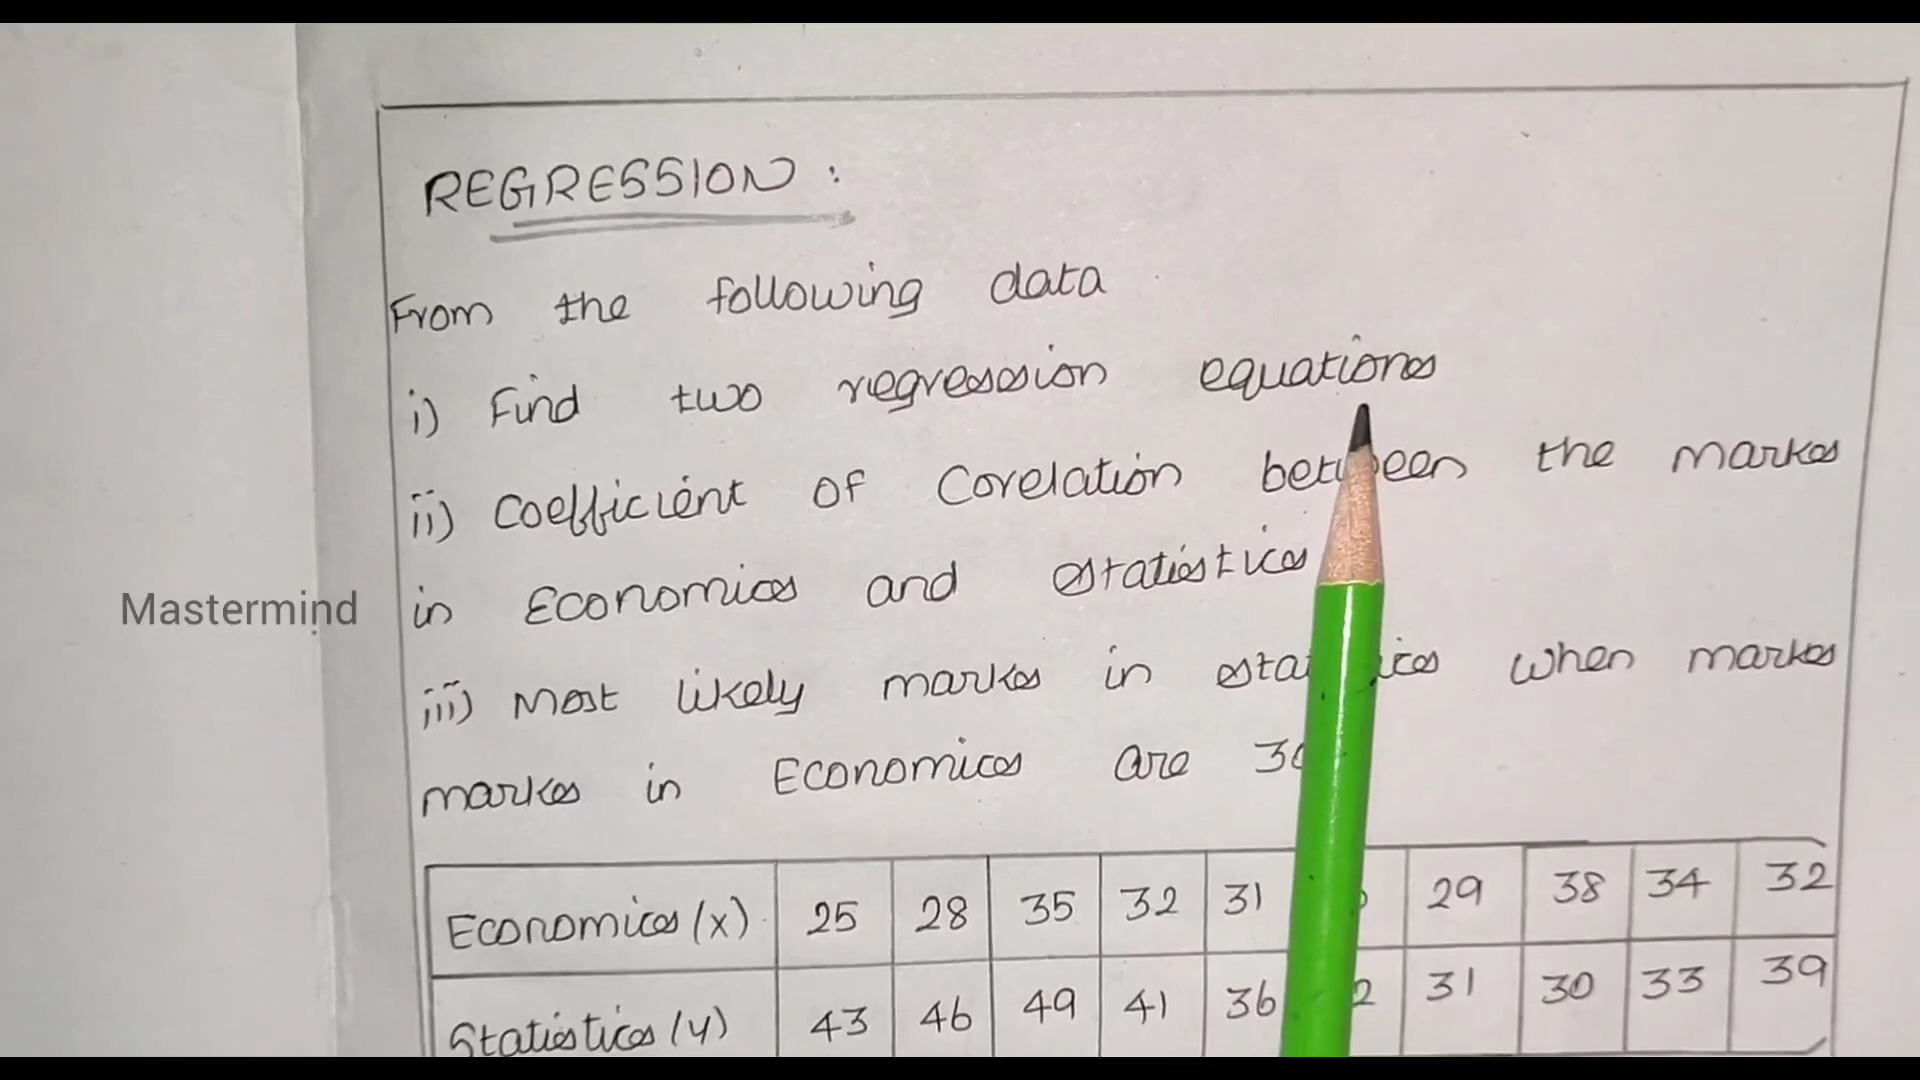 REGRESSION :
From the following data
i) Find two regression equations
ii) Coefficient of Corelation between the marks
in Economics and statistics
iii) Most likely marks in statistics when marks
marks in Economics are
Economics (x) 25 28 35 32 31 29 38 34 32
Statistics (y) 43 46 49 41 36 31 30 33 39
Mastermind